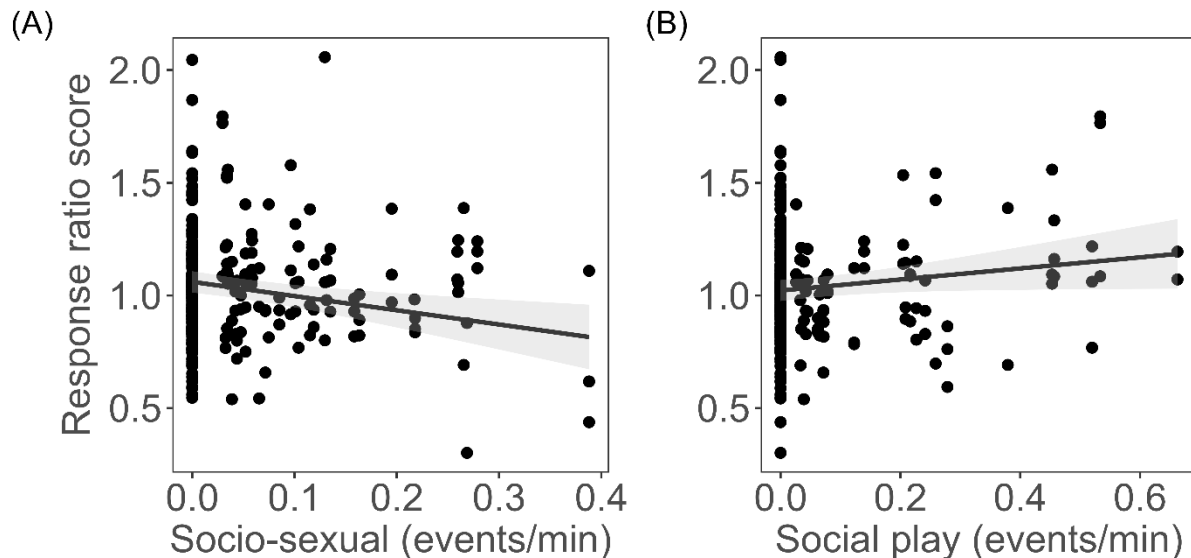 (A)
(B)
Response ratio score
2.0
1.5
1.0
0.5
0.0 0.1 0.2 0.3 0.4
Socio-sexual (events/min)
2.0
1.5
1.0
0.5
0.0 0.2 0.4 0.6
Social play (events/min)